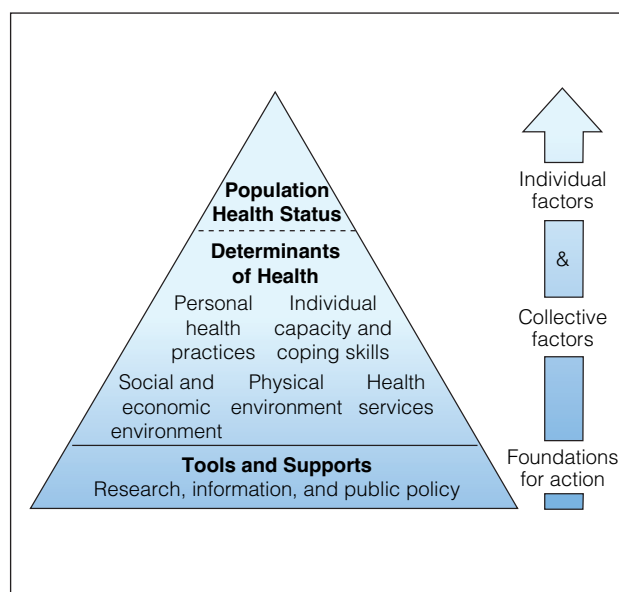 Population
Health Status
Determinants
of Health
Personal
health
practices
Individual
capacity and
coping skills
Social and
economic
environment
Physical
environment
Health
services
Tools and Supports
Research, information, and public policy
Individual
factors
&
Collective
factors
Foundations
for action